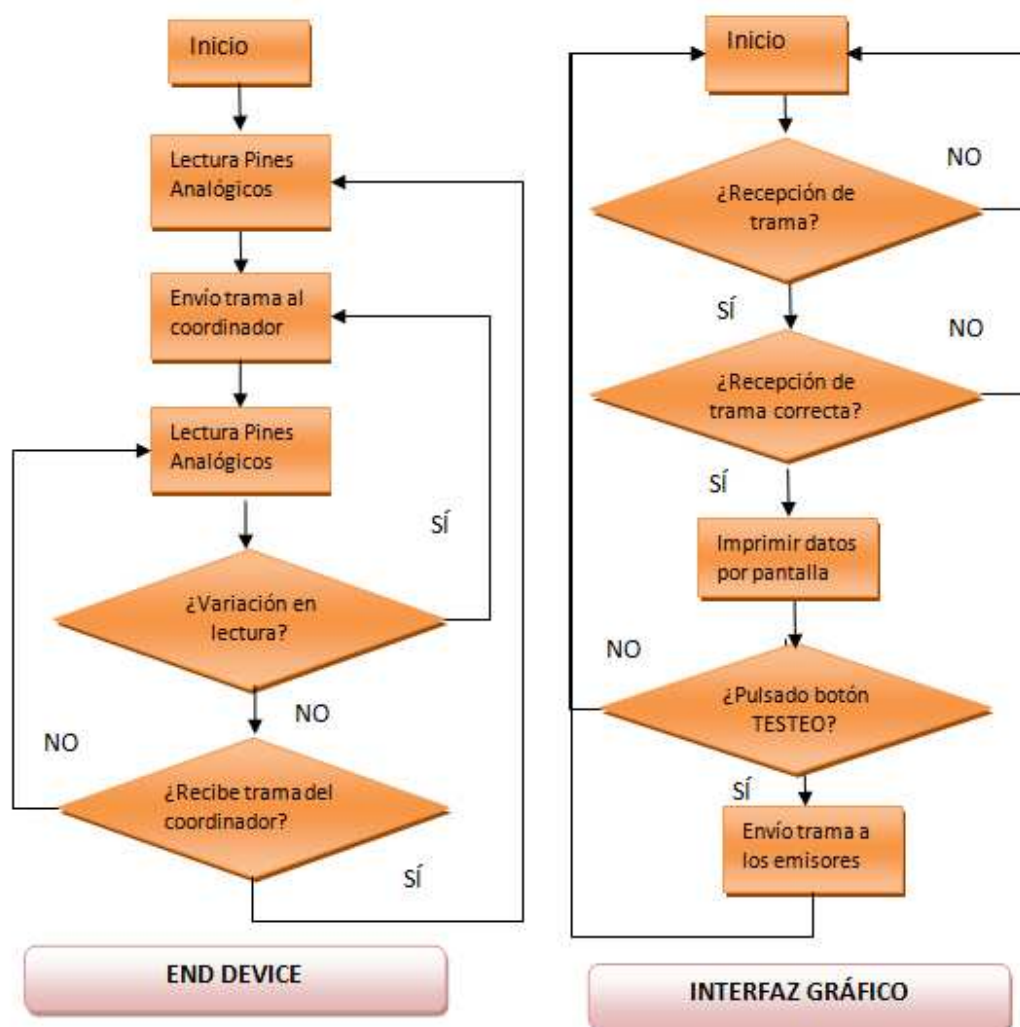 Inicio
Lectura Pines
Analógicos
Envío trama al
coordinador
Lectura Pines
Analógicos
SÍ
¿Variación en
lectura?
NO
NO
¿Recibe trama del
coordinador?
SÍ
END DEVICE
Inicio
NO
¿Recepción de
trama?
SÍ
NO
¿Recepción de
trama correcta?
SÍ
Imprimir datos
por pantalla
NO
¿Pulsado botón
TESTEO?
SÍ
Envío trama a
los emisores
INTERFAZ GRÁFICO